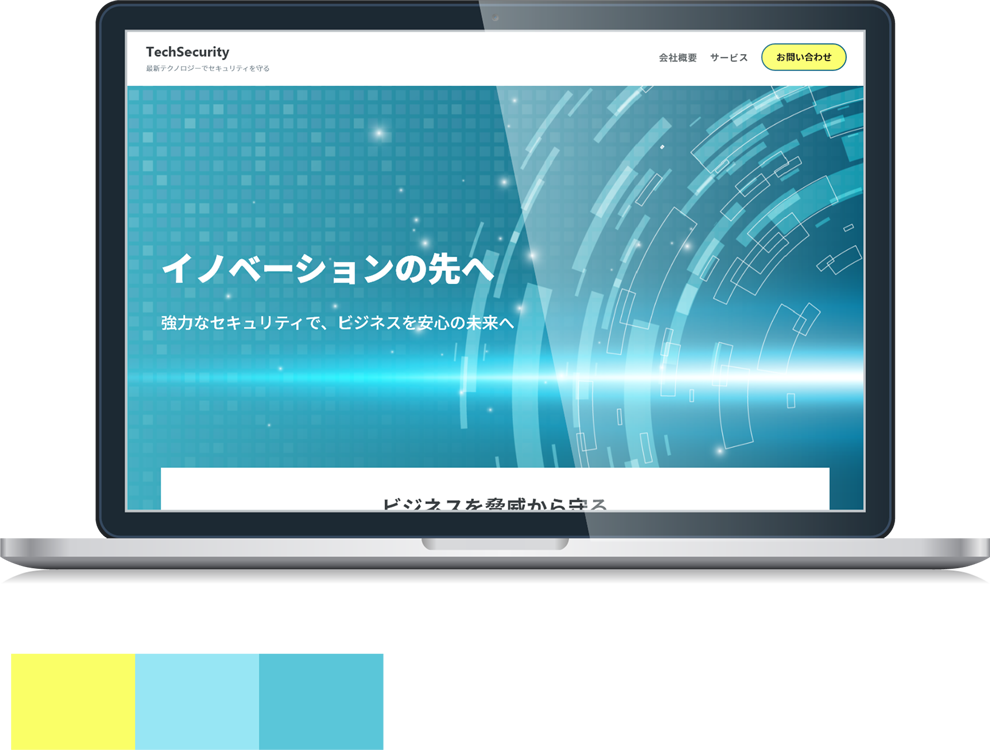 TechSecurity
最新テクノロジーでセキュリティを守る
会社概要 サービス お問い合わせ
イノベーションの先へ
強力なセキュリティで、ビジネスを安心の未来へ
ビジネスを脅威から守る